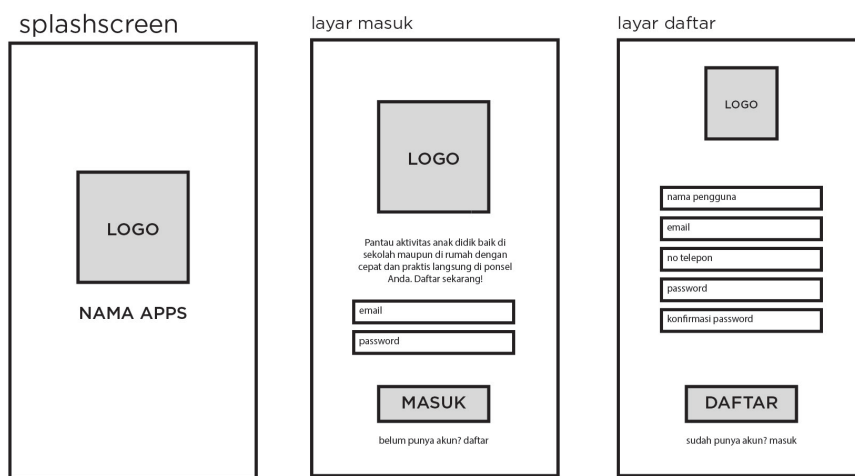 splashscreen
LOGO
NAMA APPS
layar masuk
LOGO
Pantau aktivitas anak didik baik di
sekolah maupun di rumah dengan
cepat dan praktis langsung di ponsel
Anda. Daftar sekarang!
email
password
MASUK
belum punya akun? daftar
layar daftar
LOGO
nama pengguna
email
no telepon
password
konfirmasi password
DAFTAR
sudah punya akun? masuk